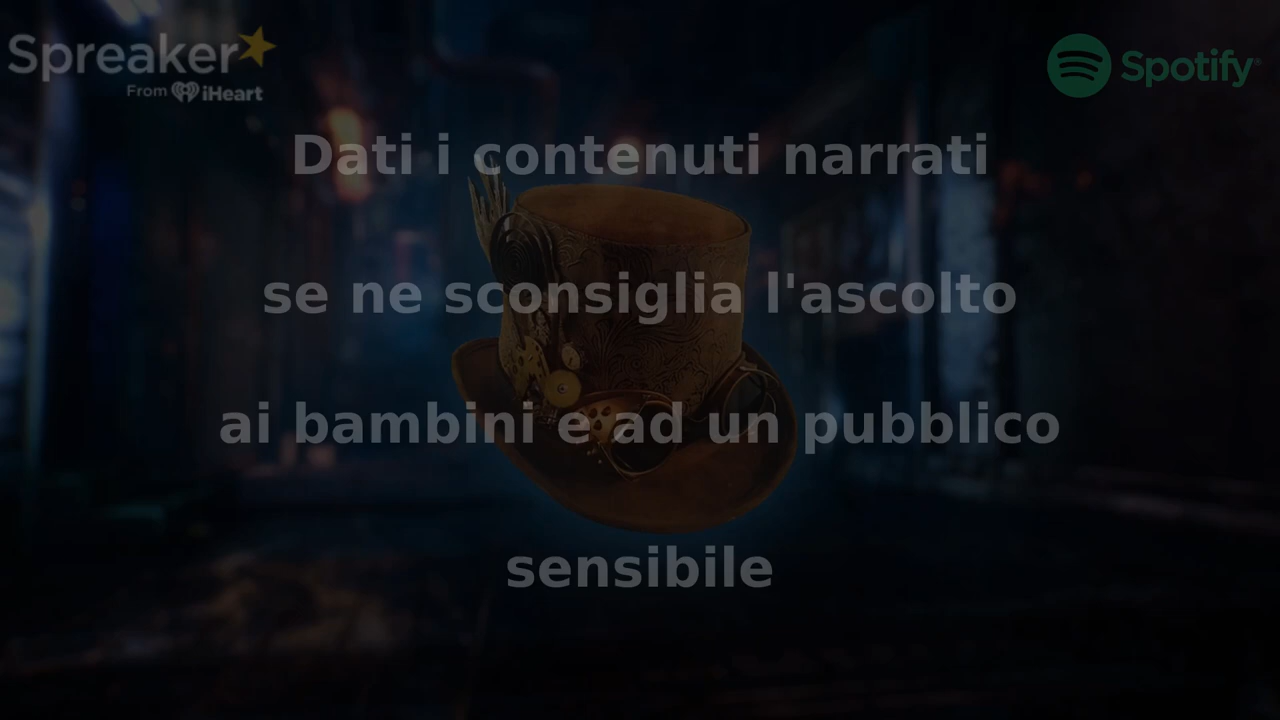 Spreaker
From iHeart
Spotify
Dati i contenuti narrati
se ne sconsiglia l'ascolto
ai bambini e ad un pubblico
sensibile